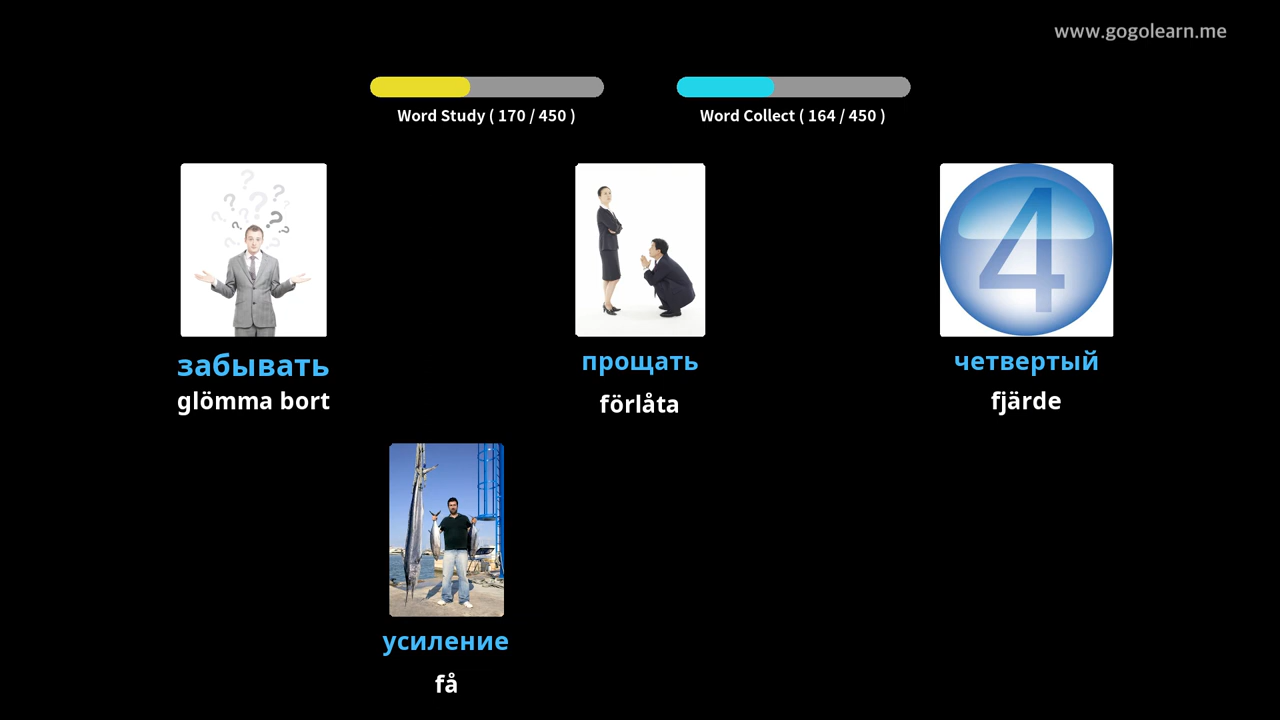 www.gogolearn.me
Word Study ( 170 / 450 )
Word Collect ( 164 / 450 )
забывать
glömma bort
прощать
förlåta
4
четвертый
fjärde
усиление
få